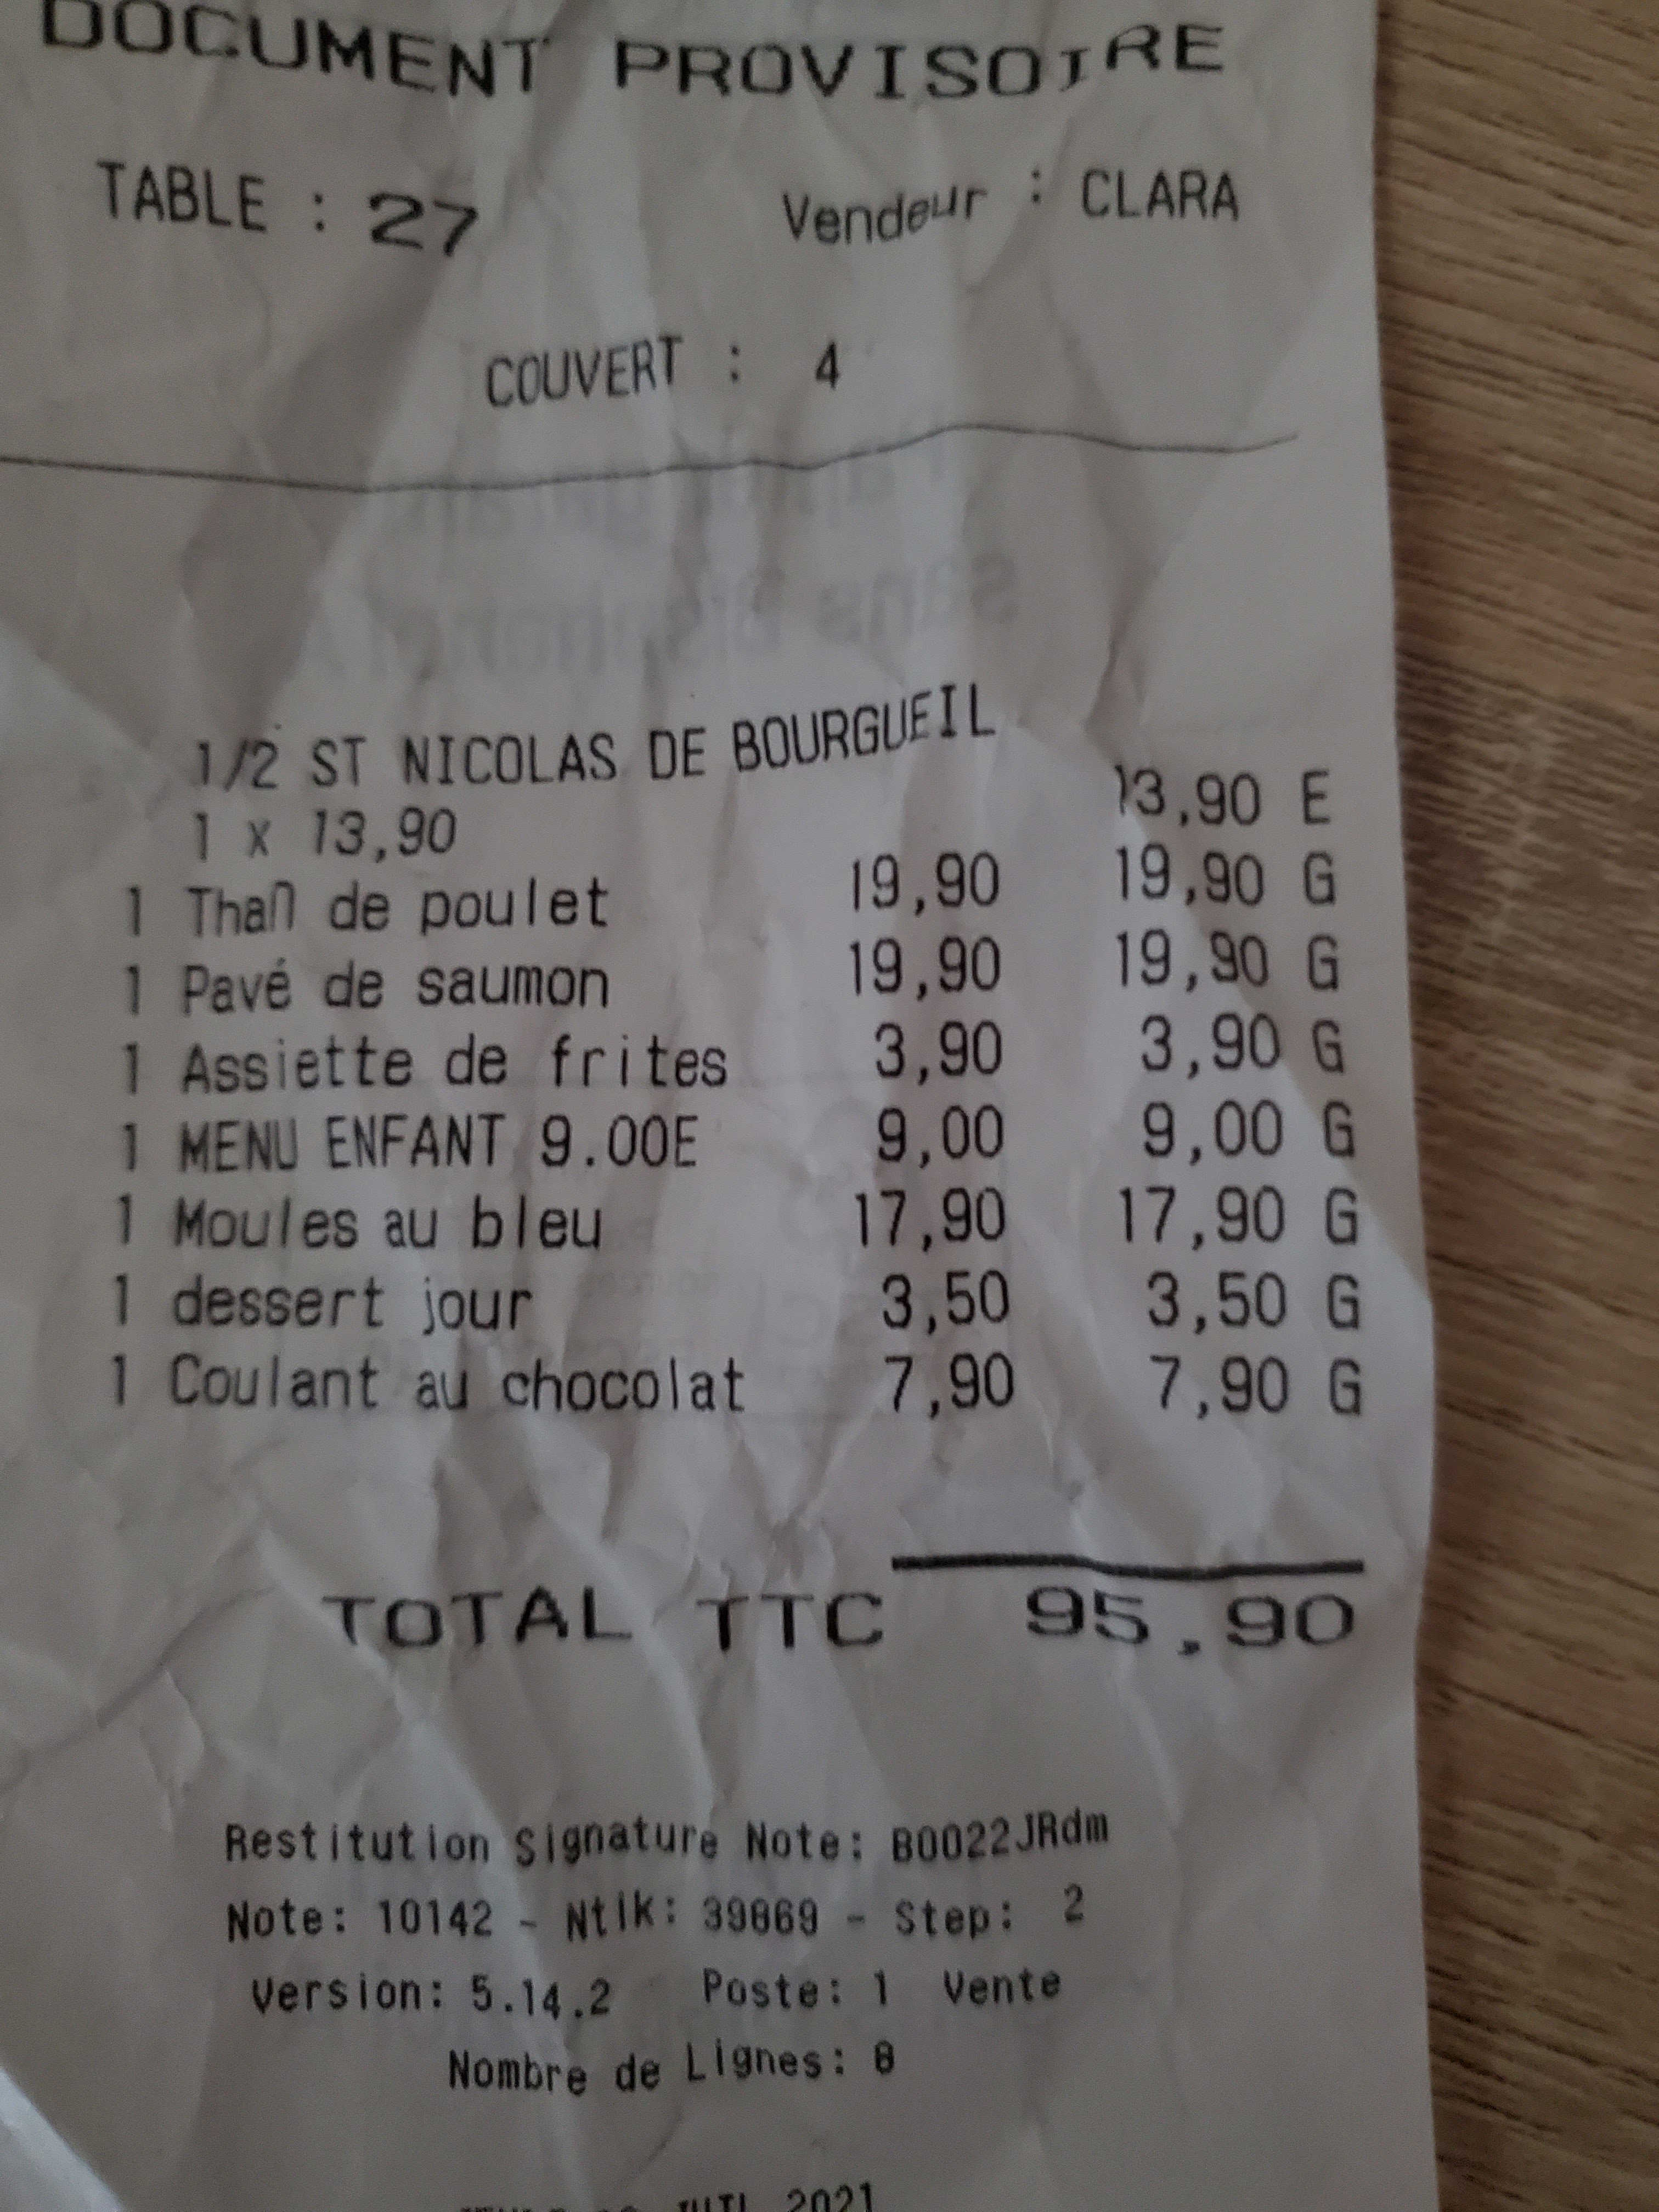 DOCUMENT PROVISOIRE
TABLE : 27 Vendeur : CLARA
COUVERT : 4
1/2 ST NICOLAS DE BOURGUEIL
1 x 13,90 13,90 E
1 Thaï de poulet 19,90 19,90 G
1 Pavé de saumon 19,90 19,90 G
1 Assiette de frites 3,90 3,90 G
1 MENU ENFANT 9.00E 9,00 9,00 G
1 Moules au bleu 17,90 17,90 G
1 dessert jour 3,50 3,50 G
1 Coulant au chocolat 7,90 7,90 G
TOTAL TTC 95,90
Restitution Signature Note: B0022JRdm
Note: 10142 - Ntik: 39869 - Step: 2
Version: 5.14.2 Poste: 1 Vente
Nombre de Lignes: 8
JUIL 2021